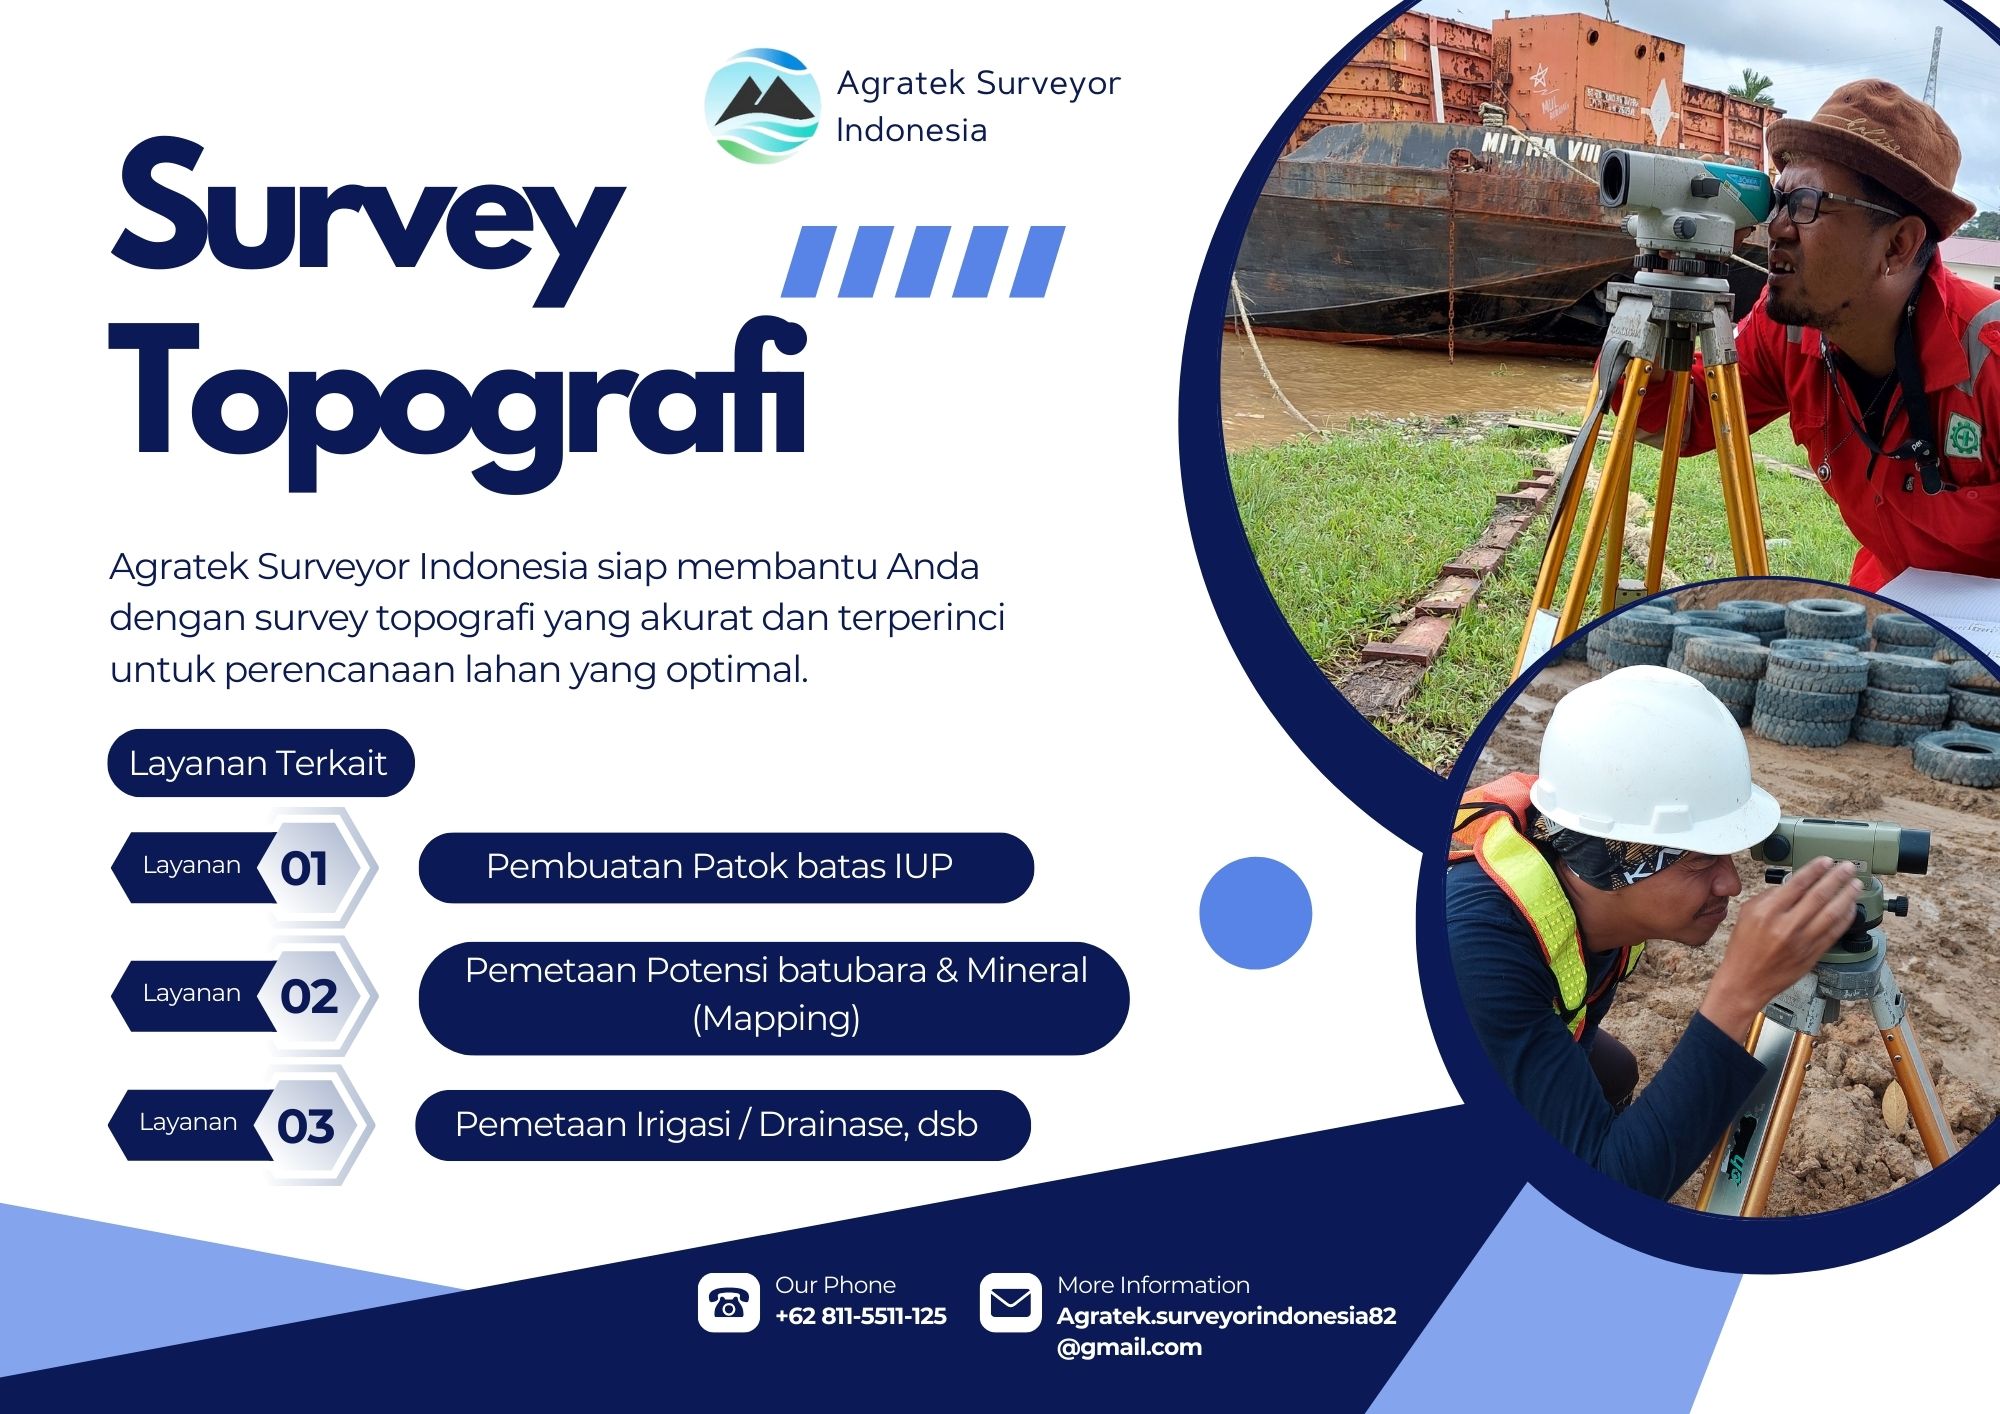 Agratek Surveyor
Indonesia
Survey
Topografi
Agratek Surveyor Indonesia siap membantu Anda
dengan survey topografi yang akurat dan terperinci
untuk perencanaan lahan yang optimal.
Layanan Terkait
Layanan 01
Pembuatan Patok batas IUP
Layanan 02
Pemetaan Potensi batubara & Mineral
(Mapping)
Layanan 03
Pemetaan Irigasi / Drainase, dsb
Our Phone
+62 811-5511-125
More Information
Agratek.surveyorindonesia82
@gmail.com
MITRA VIII